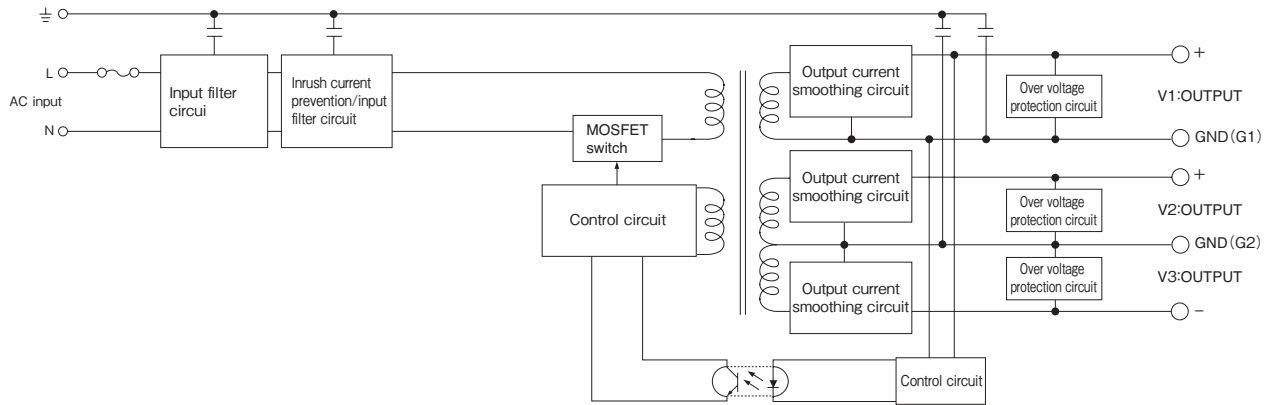 L
AC input
N
Input filter
circui
Inrush current
prevention/input
filter circuit
MOSFET
switch
Control circuit
Output current
smoothing circuit
Output current
smoothing circuit
Output current
smoothing circuit
Over voltage
protection circuit
Over voltage
protection circuit
Over voltage
protection circuit
+
V1:OUTPUT
GND(G1)
+
V2:OUTPUT
GND(G2)
V3:OUTPUT
-
Control circuit